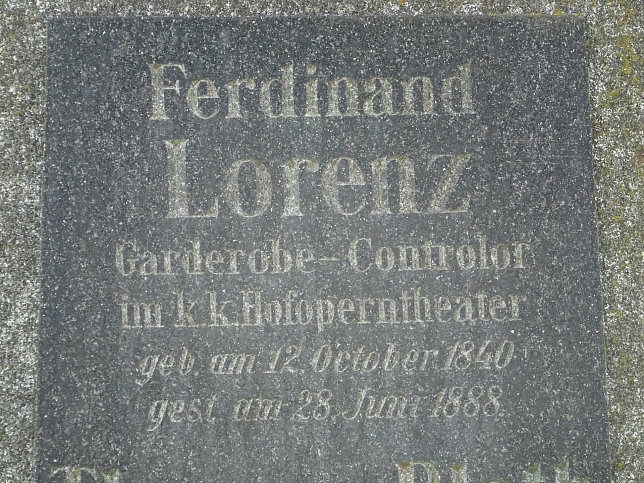 Ferdinand
Lorenz
Garderobe-Controlor
im k.k. Hofoperntheater
geb. am 12. October 1840
gest. am 28. Juni 1888.